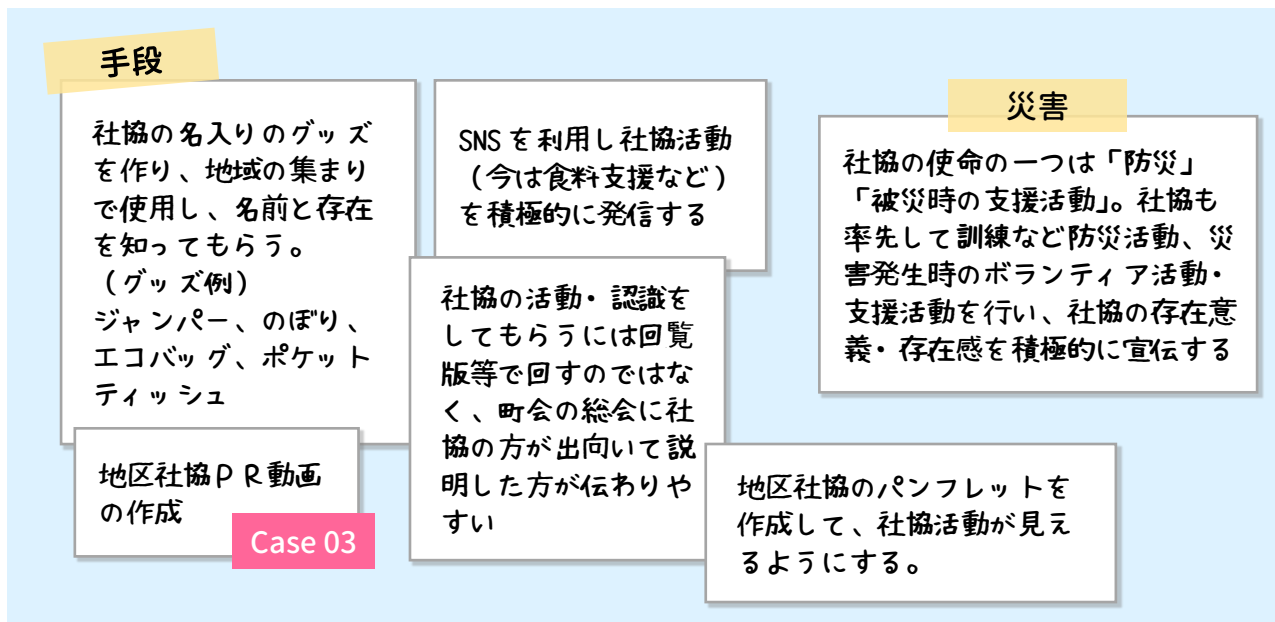 手段
社協の名入りのグッズ
を作り、地域の集まり
で使用し、名前と存在
を知ってもらう。
（グッズ例）
ジャンパー、のぼり、
エコバッグ、ポケット
ティッシュ
地区社協ＰＲ動画
の作成
Case 03
SNSを利用し社協活動
（今は食料支援など）
を積極的に発信する
社協の活動・認識を
してもらうには回覧
版等で回すのではな
く、町会の総会に社
協の方が出向いて説
明した方が伝わりや
すい
地区社協のパンフレットを
作成して、社協活動が見え
るようにする。
災害
社協の使命の一つは「防災」
「被災時の支援活動」。社協も
率先して訓練など防災活動、災
害発生時のボランティア活動・
支援活動を行い、社協の存在意
義・存在感を積極的に宣伝する